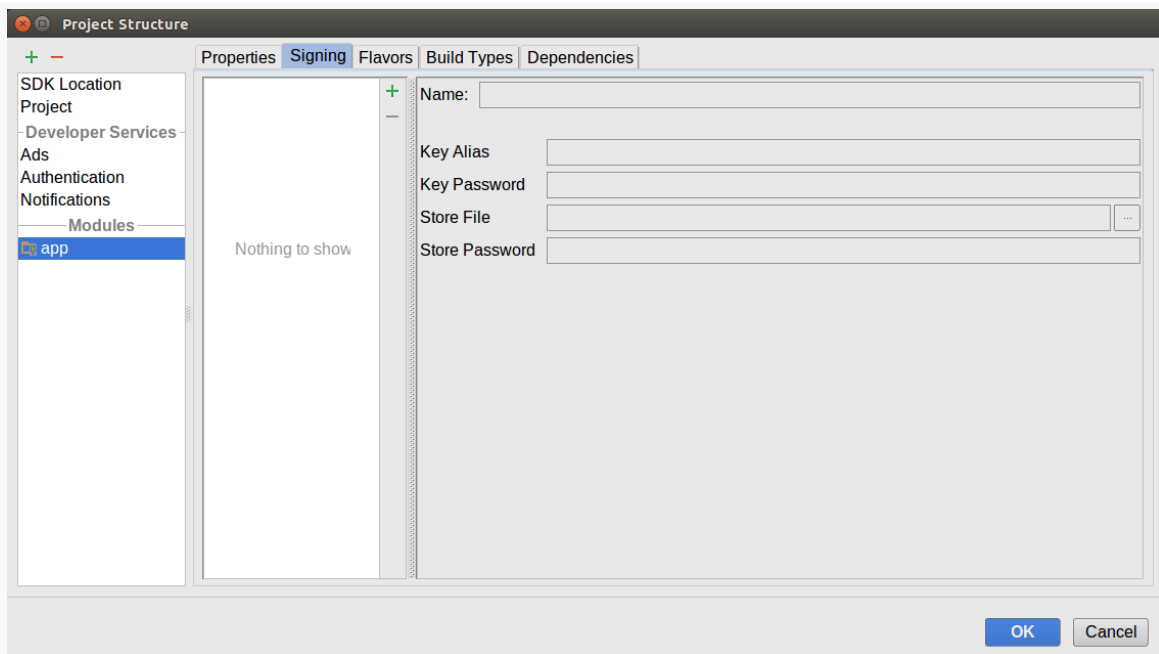 Project Structure
Properties Signing Flavors Build Types Dependencies
SDK Location
Project
Developer Services
Ads
Authentication
Notifications
Modules
app
Nothing to show
Name:
Key Alias
Key Password
Store File
...
Store Password
OK Cancel